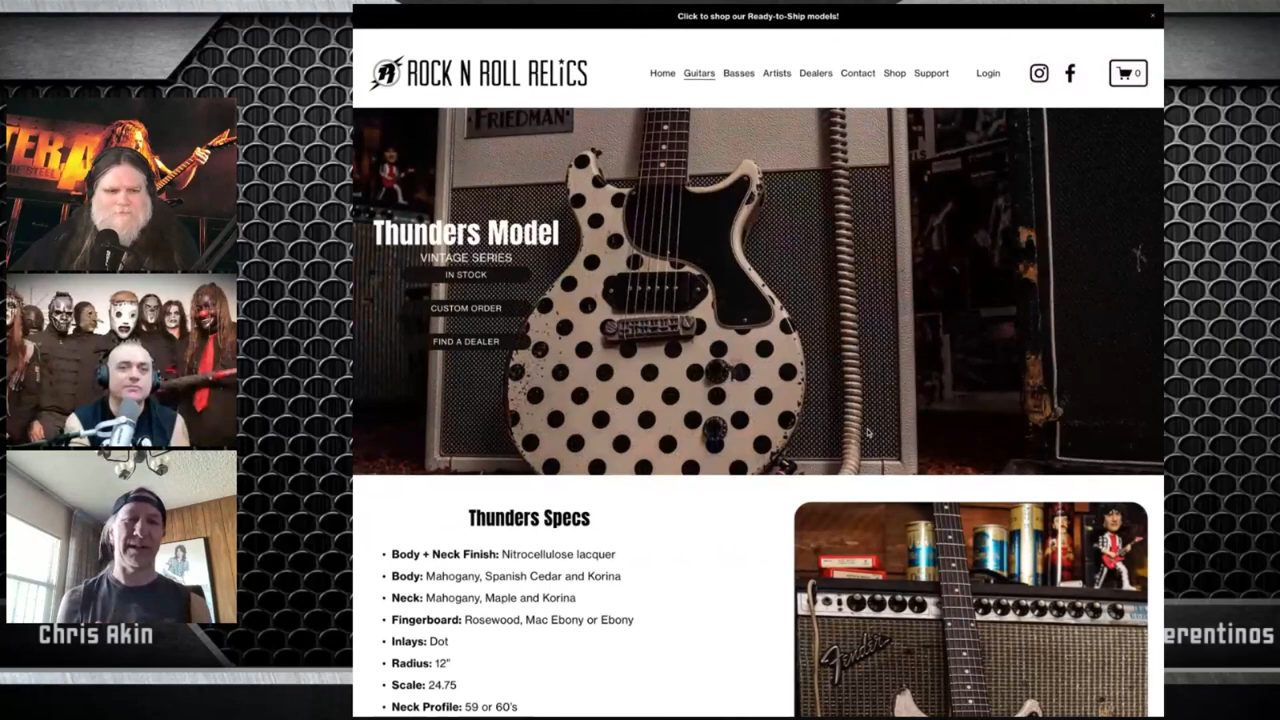 Click to shop our Ready-to-Ship models!
ROCK N ROLL RELICS
Home Guitars Basses Artists Dealers Contact Shop Support Login 0
FRIEDMAN
Thunders Model
VINTAGE SERIES
IN STOCK
CUSTOM ORDER
FIND A DEALER
Thunders Specs
• Body + Neck Finish: Nitrocellulose lacquer
• Body: Mahogany, Spanish Cedar and Korina
• Neck: Mahogany, Maple and Korina
• Fingerboard: Rosewood, Mac Ebony or Ebony
• Inlays: Dot
• Radius: 12"
• Scale: 24.75
• Neck Profile: 59 or 60's
Fender
TERA
STEEL
Chris Akin
erentinos